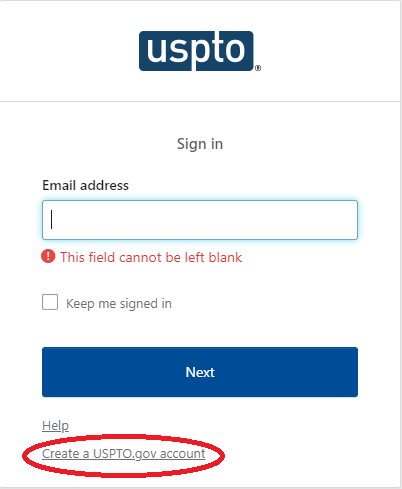 uspto®
Sign in
Email address
This field cannot be left blank
Keep me signed in
Next
Help
Create a USPTO.gov account